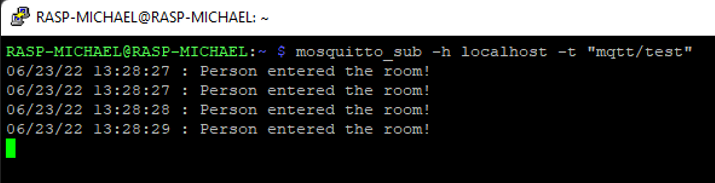 RASP-MICHAEL@RASP-MICHAEL: ~
RASP-MICHAEL@RASP-MICHAEL:~ $ mosquitto_sub -h localhost -t "mqtt/test"
06/23/22 13:28:27 : Person entered the room!
06/23/22 13:28:27 : Person entered the room!
06/23/22 13:28:28 : Person entered the room!
06/23/22 13:28:29 : Person entered the room!